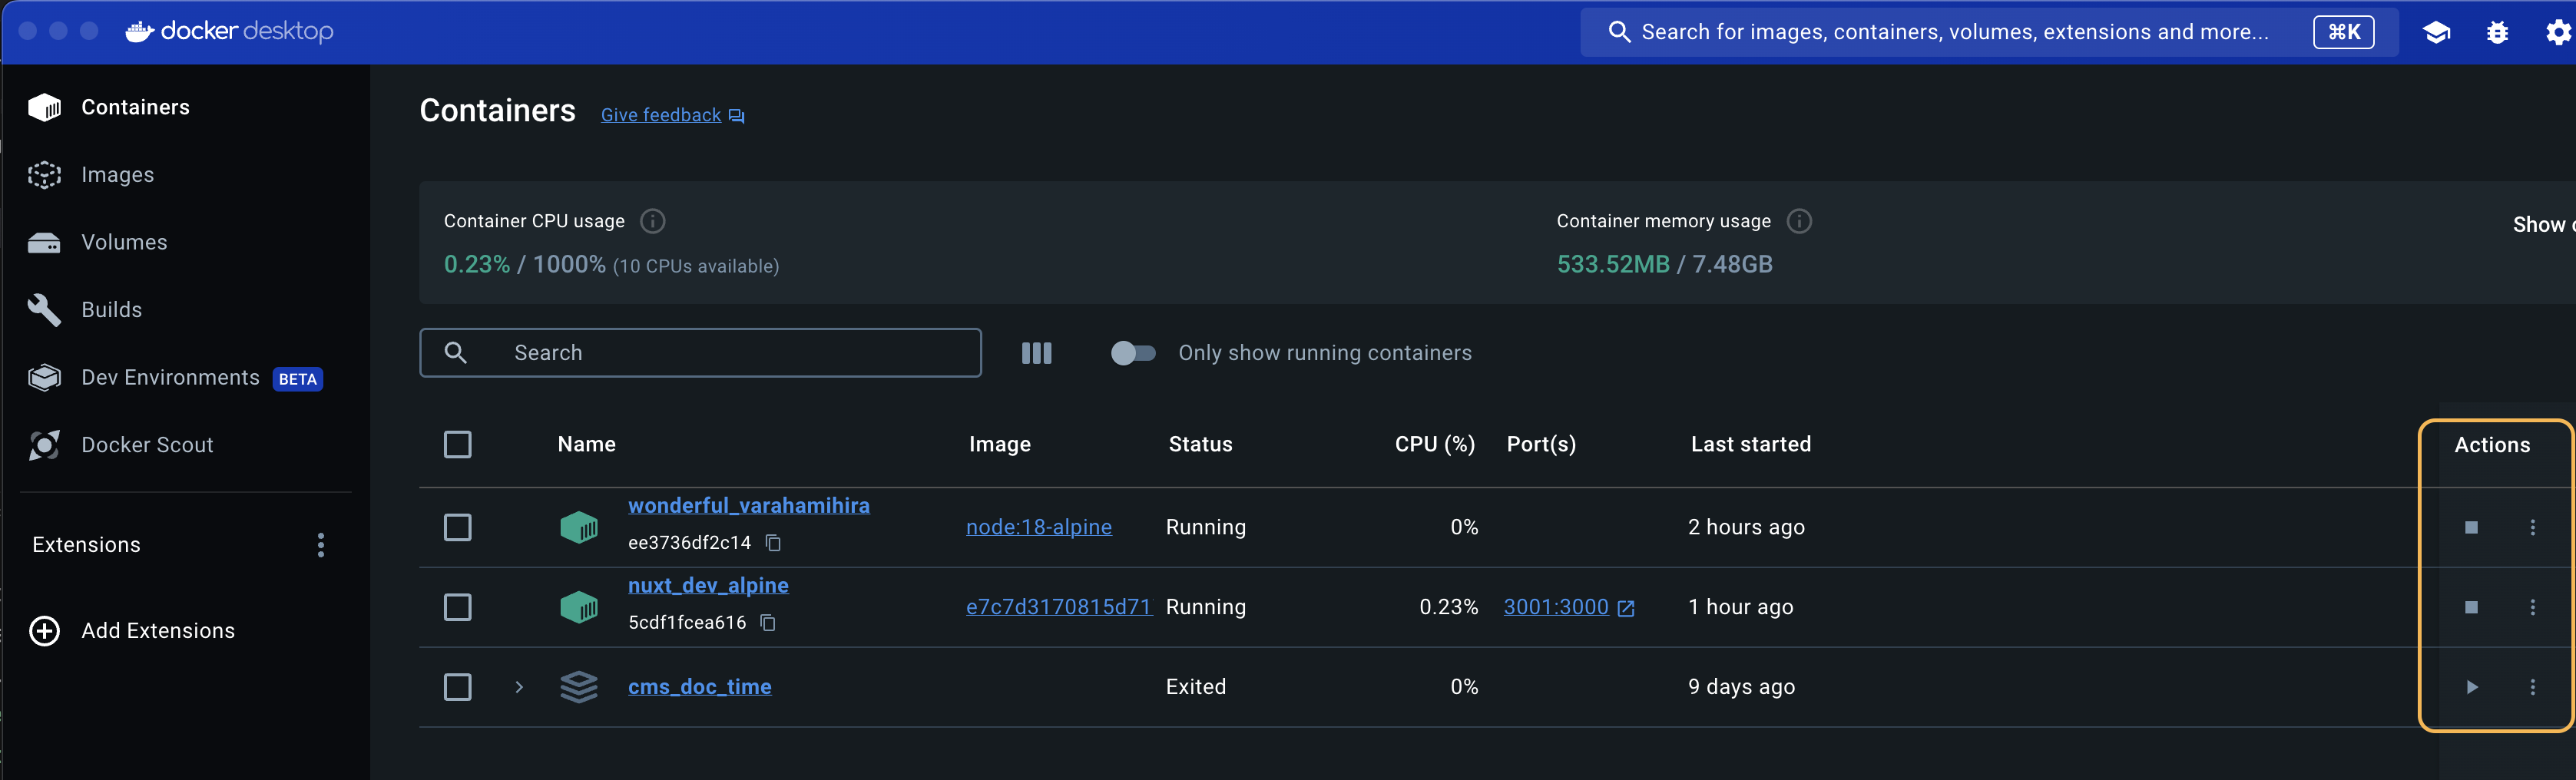 docker desktop
Search for images, containers, volumes, extensions and more... ⌘K
Containers
Images
Volumes
Builds
Dev Environments BETA
Docker Scout
Extensions
Add Extensions
Containers Give feedback
Container CPU usage
0.23% / 1000% (10 CPUs available)
Container memory usage
533.52MB / 7.48GB
Show
Search
Only show running containers
Name Image Status CPU (%) Port(s) Last started Actions
wonderful_varahamihira
ee3736df2c14
node:18-alpine Running 0% 2 hours ago
nuxt_dev_alpine
5cdf1fcea616
e7c7d3170815d71 Running 0.23% 3001:3000 1 hour ago
cms_doc_time Exited 0% 9 days ago